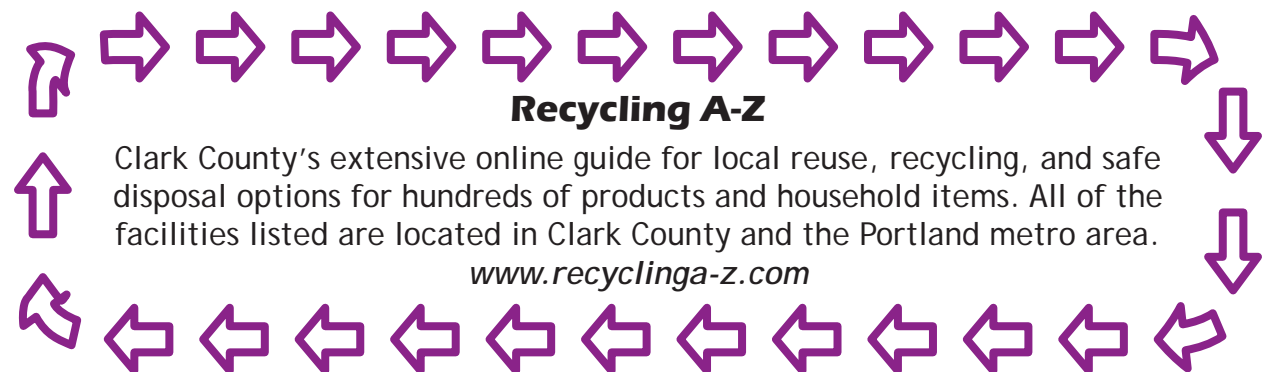 Recycling A-Z
Clark County's extensive online guide for local reuse, recycling, and safe
disposal options for hundreds of products and household items. All of the
facilities listed are located in Clark County and the Portland metro area.
www.recyclinga-z.com